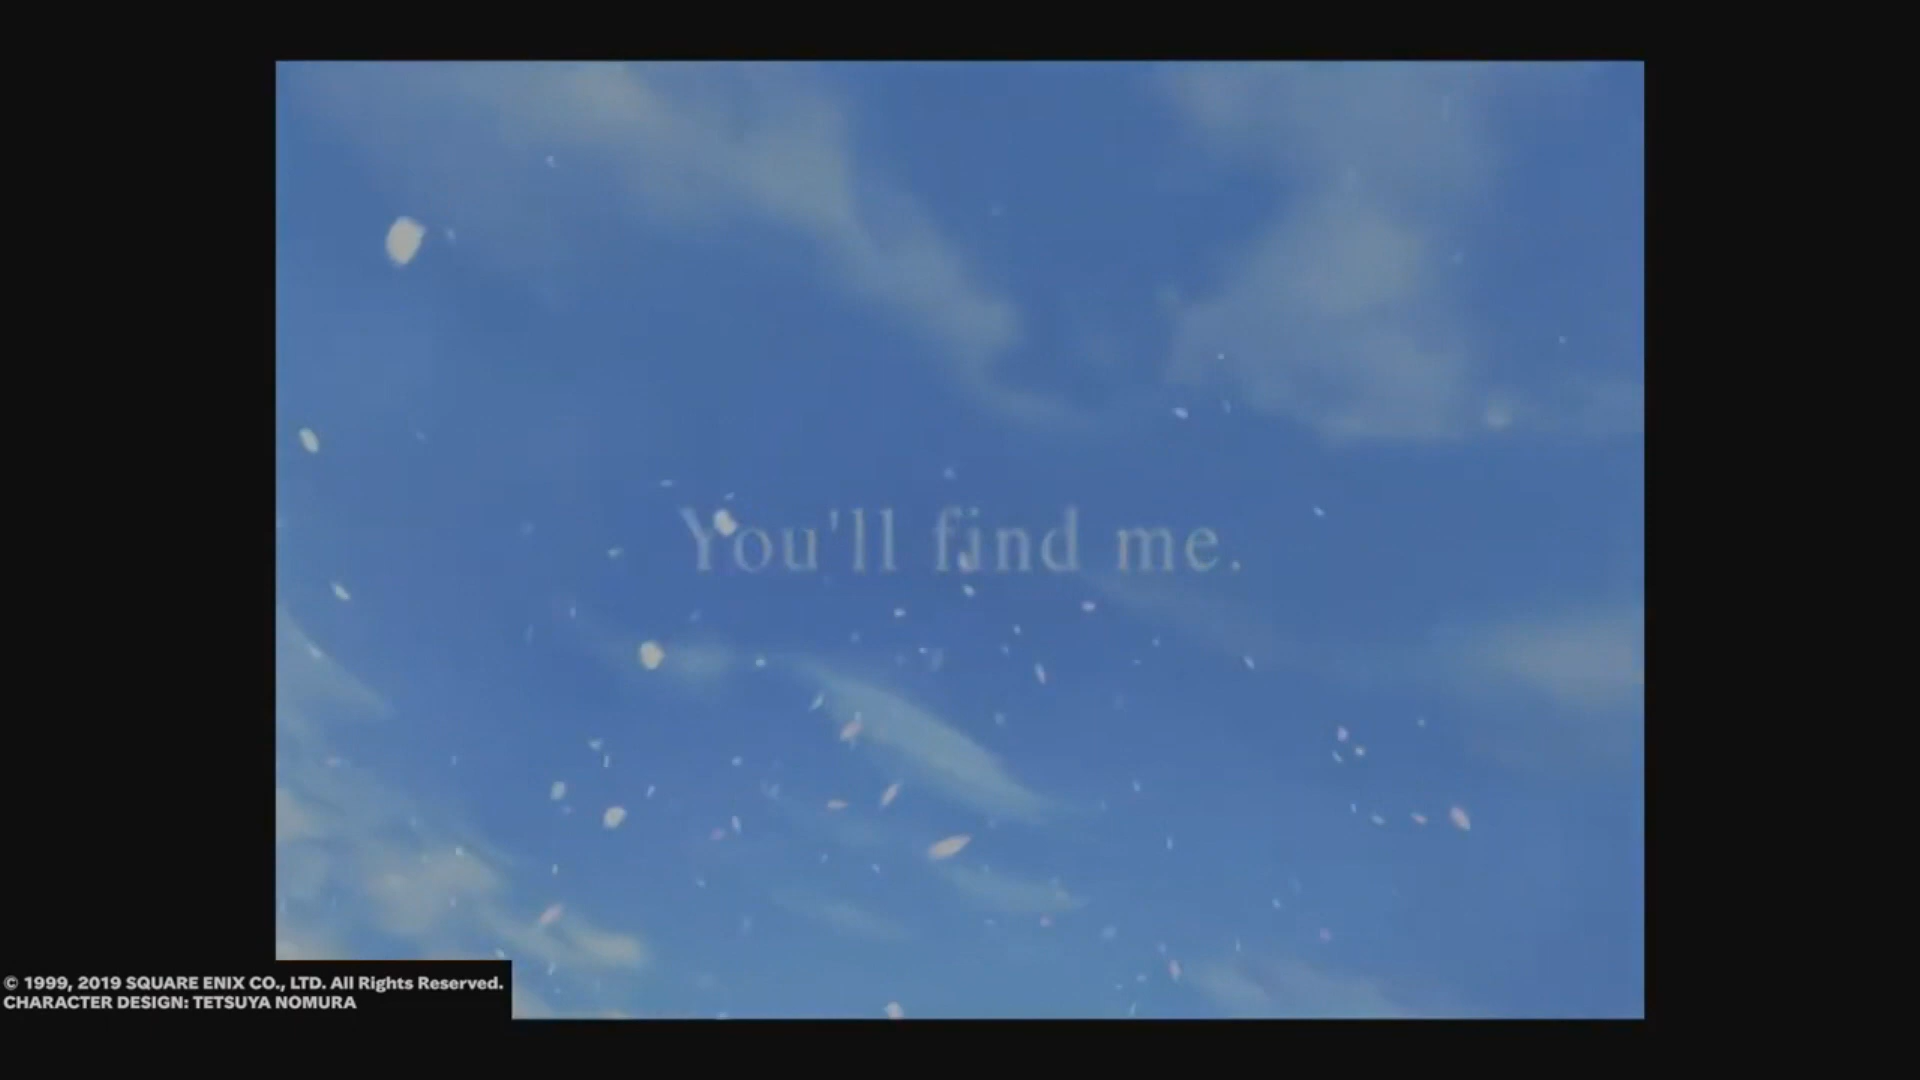 You'll find me.
© 1999, 2019 SQUARE ENIX CO., LTD. All Rights Reserved.
CHARACTER DESIGN: TETSUYA NOMURA